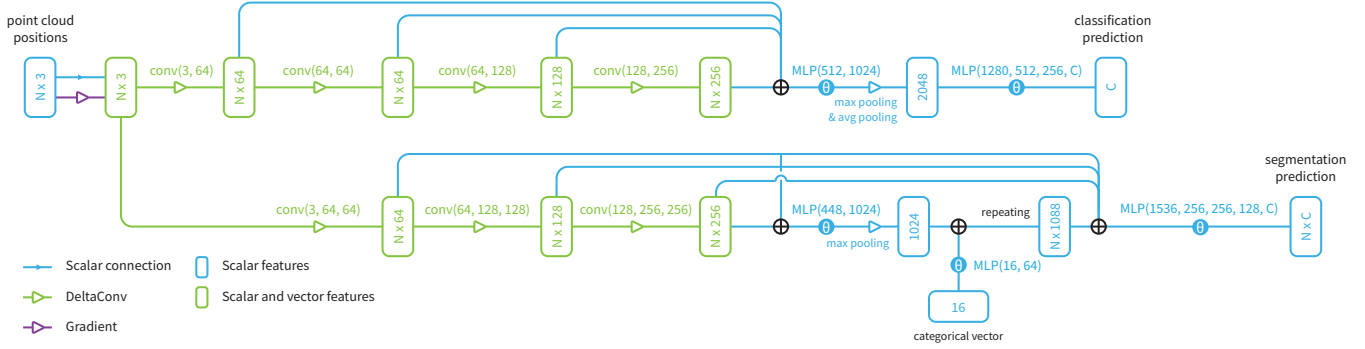 point cloud
positions
N x 3
N x 3
conv(3, 64)
N x 64
conv(64, 64)
N x 64
conv(64, 128)
N x 128
conv(128, 256)
N x 256
MLP(512, 1024)
θ
max pooling
& avg pooling
2048
MLP(1280, 512, 256, C)
θ
classification
prediction
C
conv(3, 64, 64)
N x 64
conv(64, 128, 128)
N x 128
conv(128, 256, 256)
N x 256
MLP(448, 1024)
θ
max pooling
1024
repeating
N x 1088
MLP(1536, 256, 256, 128, C)
θ
segmentation
prediction
N x C
θ MLP(16, 64)
16
categorical vector
Scalar connection
Scalar features
DeltaConv
Scalar and vector features
Gradient